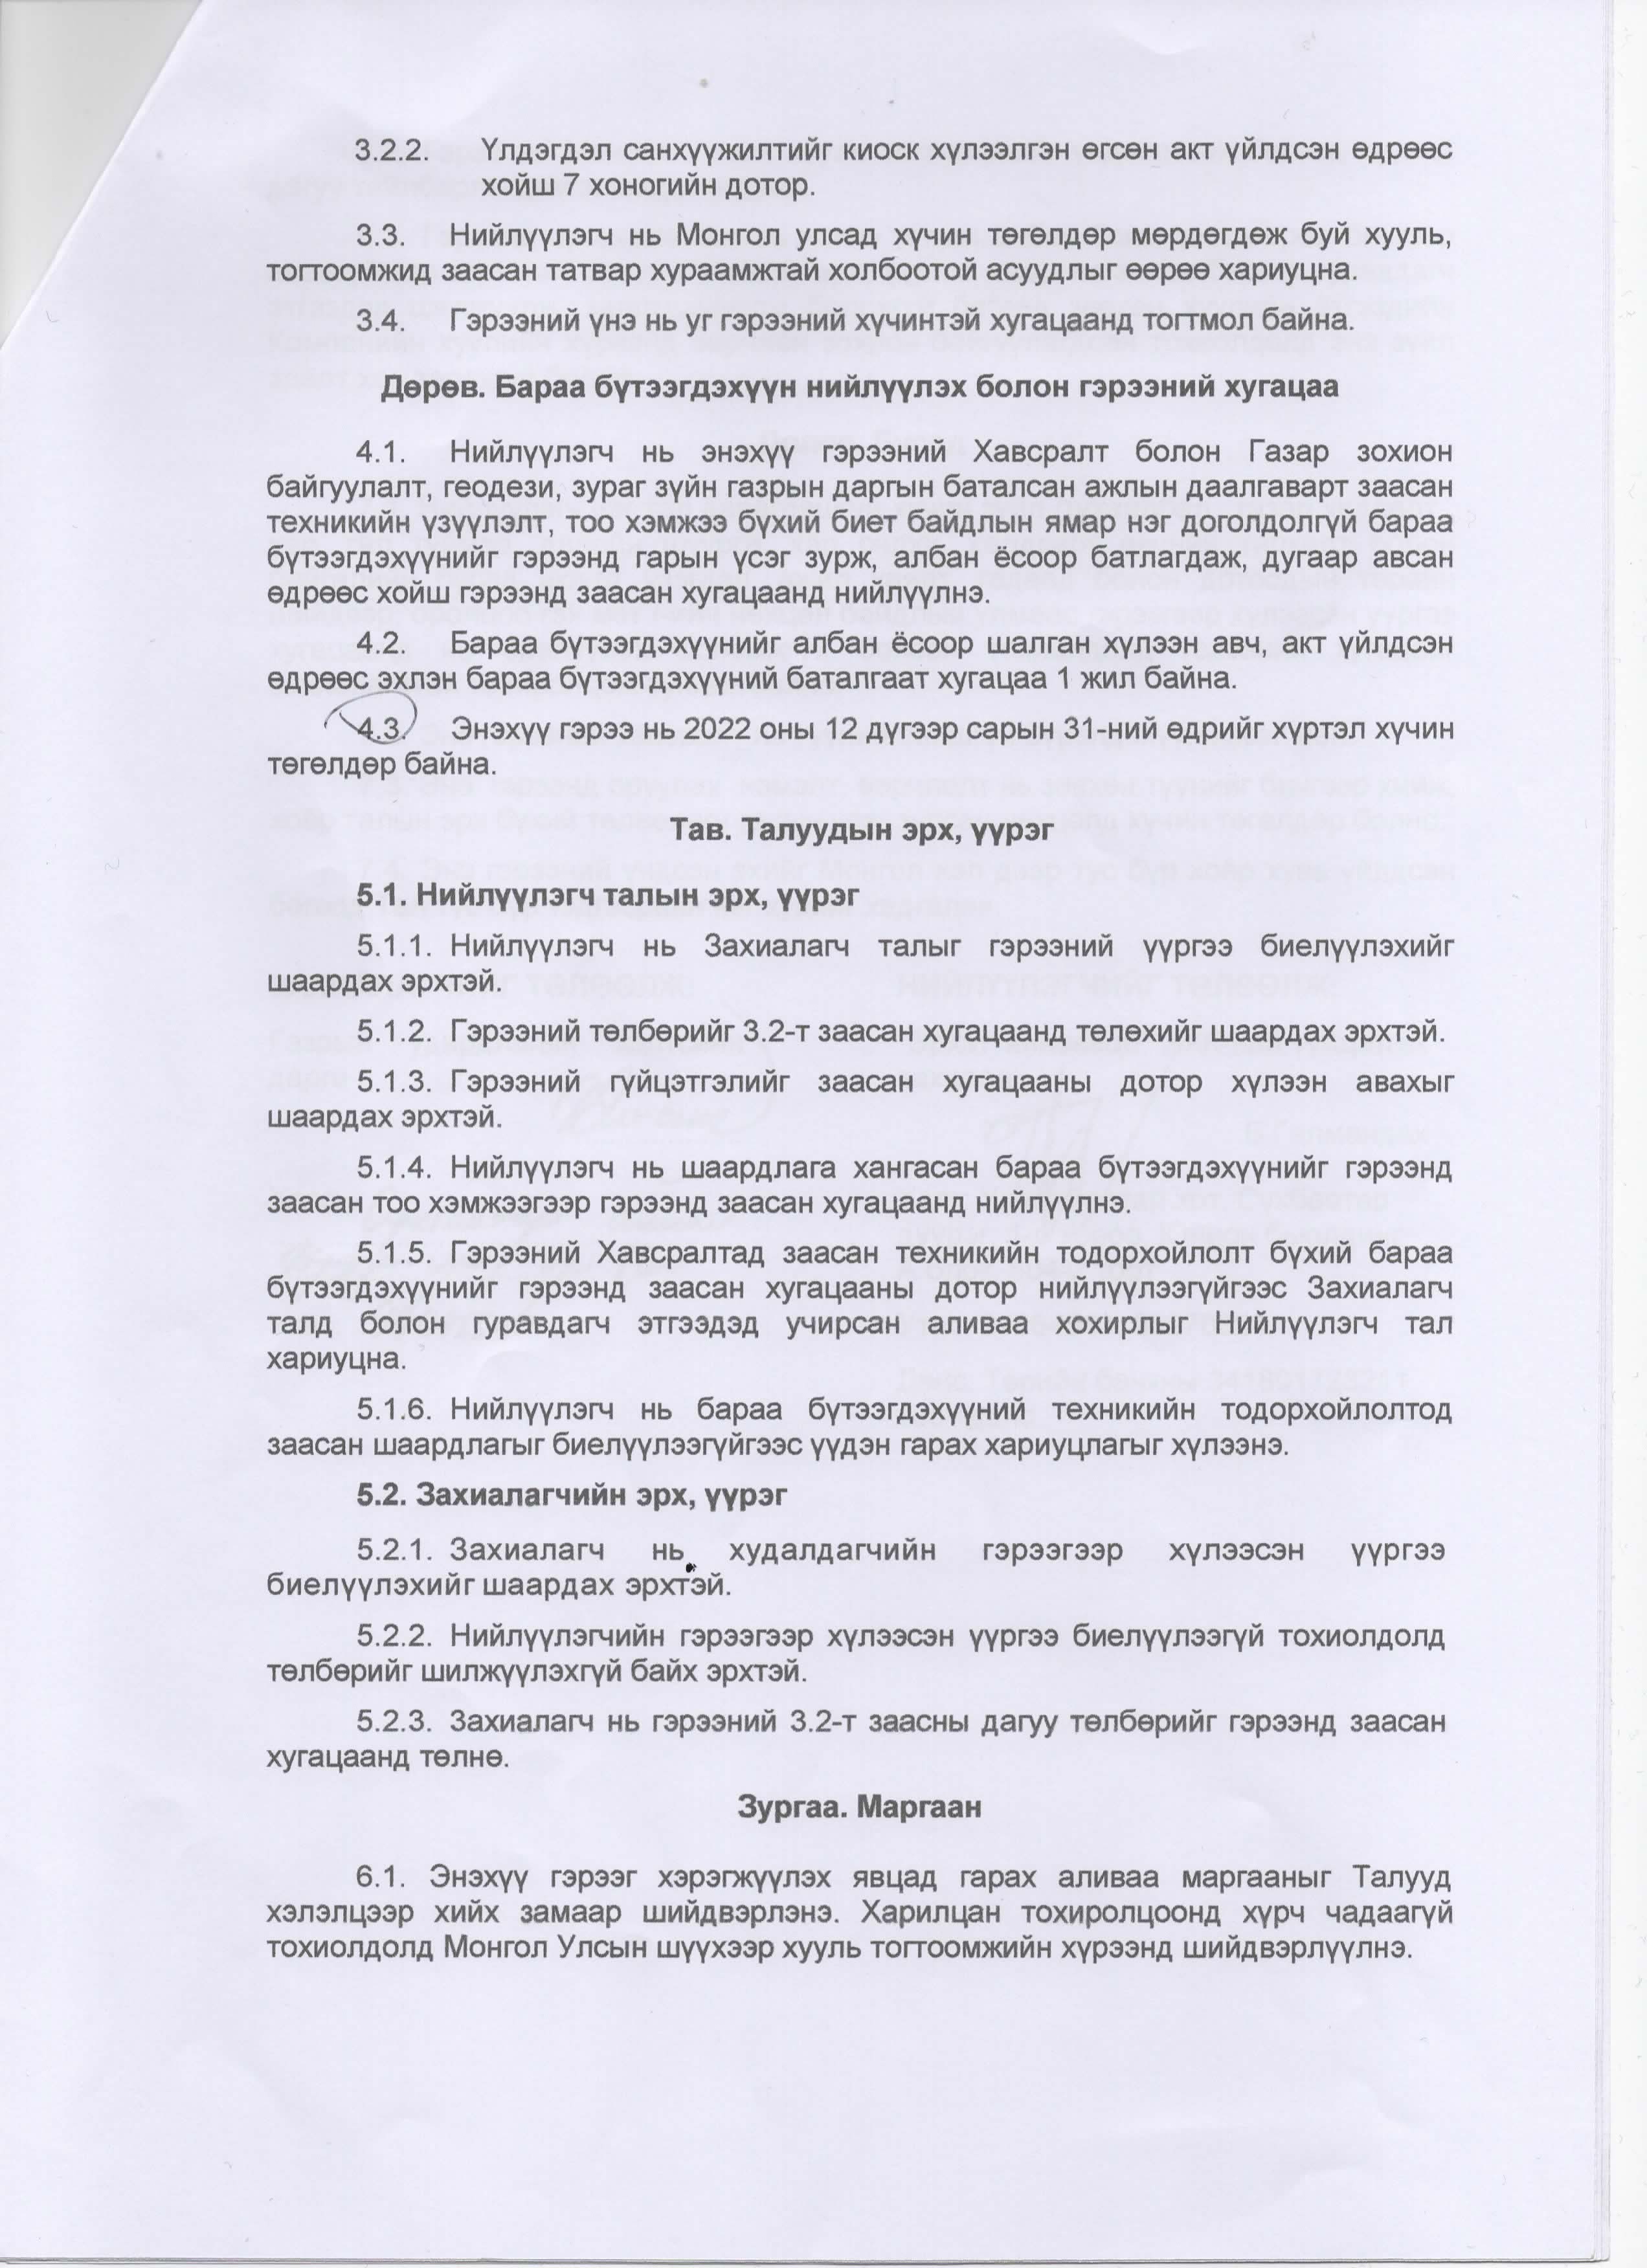 3.2.2. Үлдэгдэл санхүүжилтийг киоск хүлээлгэн өгсөн акт үйлдсэн өдрөөс
хойш 7 хоногийн дотор.
3.3. Нийлүүлэгч нь Монгол улсад хүчин төгөлдөр мөрдөгдөж буй хууль,
тогтоомжид заасан татвар хураамжтай холбоотой асуудлыг өөрөө хариуцна.
3.4. Гэрээний үнэ нь уг гэрээний хүчинтэй хугацаанд тогтмол байна.
Дөрөв. Бараа бүтээгдэхүүн нийлүүлэх болон гэрээний хугацаа
4.1. Нийлүүлэгч нь энэхүү гэрээний Хавсралт болон Газар зохион
байгуулалт, геодези, зураг зүйн газрын даргын баталсан ажлын даалгаварт заасан
техникийн үзүүлэлт, тоо хэмжээ бүхий биет байдлын ямар нэг доголдолгүй бараа
бүтээгдэхүүнийг гэрээнд гарын үсэг зурж, албан ёсоор батлагдаж, дугаар авсан
өдрөөс хойш гэрээнд заасан хугацаанд нийлүүлнэ.
4.2. Бараа бүтээгдэхүүнийг албан ёсоор шалган хүлээн авч, акт үйлдсэн
өдрөөс эхлэн бараа бүтээгдэхүүний баталгаат хугацаа 1 жил байна.
4.3. Энэхүү гэрээ нь 2022 оны 12 дугээр сарын 31-ний өдрийг хүртэл хүчин
төгөлдөр байна.
Тав. Талуудын эрх, үүрэг
5.1. Нийлүүлэгч талын эрх, үүрэг
5.1.1. Нийлүүлэгч нь Захиалагч талыг гэрээний үүргээ биелүүлэхийг
шаардах эрхтэй.
5.1.2. Гэрээний төлбөрийг 3.2-т заасан хугацаанд төлөхийг шаардах эрхтэй.
5.1.3. Гэрээний гүйцэтгэлийг заасан хугацааны дотор хүлээн авахыг
шаардах эрхтэй.
5.1.4. Нийлүүлэгч нь шаардлага хангасан бараа бүтээгдэхүүнийг гэрээнд
заасан тоо хэмжээгээр гэрээнд заасан хугацаанд нийлүүлнэ.
5.1.5. Гэрээний Хавсралтад заасан техникийн тодорхойлолт бүхий бараа
бүтээгдэхүүнийг гэрээнд заасан хугацааны дотор нийлүүлээгүйгээс Захиалагч
талд болон гуравдагч этгээдэд учирсан аливаа хохирлыг Нийлүүлэгч тал
хариуцна.
5.1.6. Нийлүүлэгч нь бараа бүтээгдэхүүний техникийн тодорхойлолтод
заасан шаардлагыг биелүүлээгүйгээс үүдэн гарах хариуцлагыг хүлээнэ.
5.2. Захиалагчийн эрх, үүрэг
5.2.1. Захиалагч нь худалдагчийн гэрээгээр хүлээсэн үүргээ
биелүүлэхийг шаардах эрхтэй.
5.2.2. Нийлүүлэгчийн гэрээгээр хүлээсэн үүргээ биелүүлээгүй тохиолдолд
төлбөрийг шилжүүлэхгүй байх эрхтэй.
5.2.3. Захиалагч нь гэрээний 3.2-т заасны дагуу төлбөрийг гэрээнд заасан
хугацаанд төлнө.
Зургаа. Маргаан
6.1. Энэхүү гэрээг хэрэгжүүлэх явцад гарах аливаа маргааныг Талууд
хэлэлцээр хийх замаар шийдвэрлэнэ. Харилцан тохиролцоонд хүрч чадаагүй
тохиолдолд Монгол Улсын шүүхээр хууль тогтоомжийн хүрээнд шийдвэрлүүлнэ.